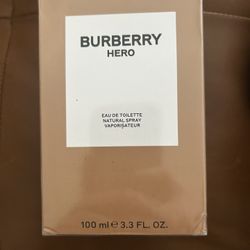 BURBERRY
HERO
EAU DE TOILETTE
NATURAL SPRAY
VAPORISATEUR
100 ml ℮ 3.3 FL. OZ.